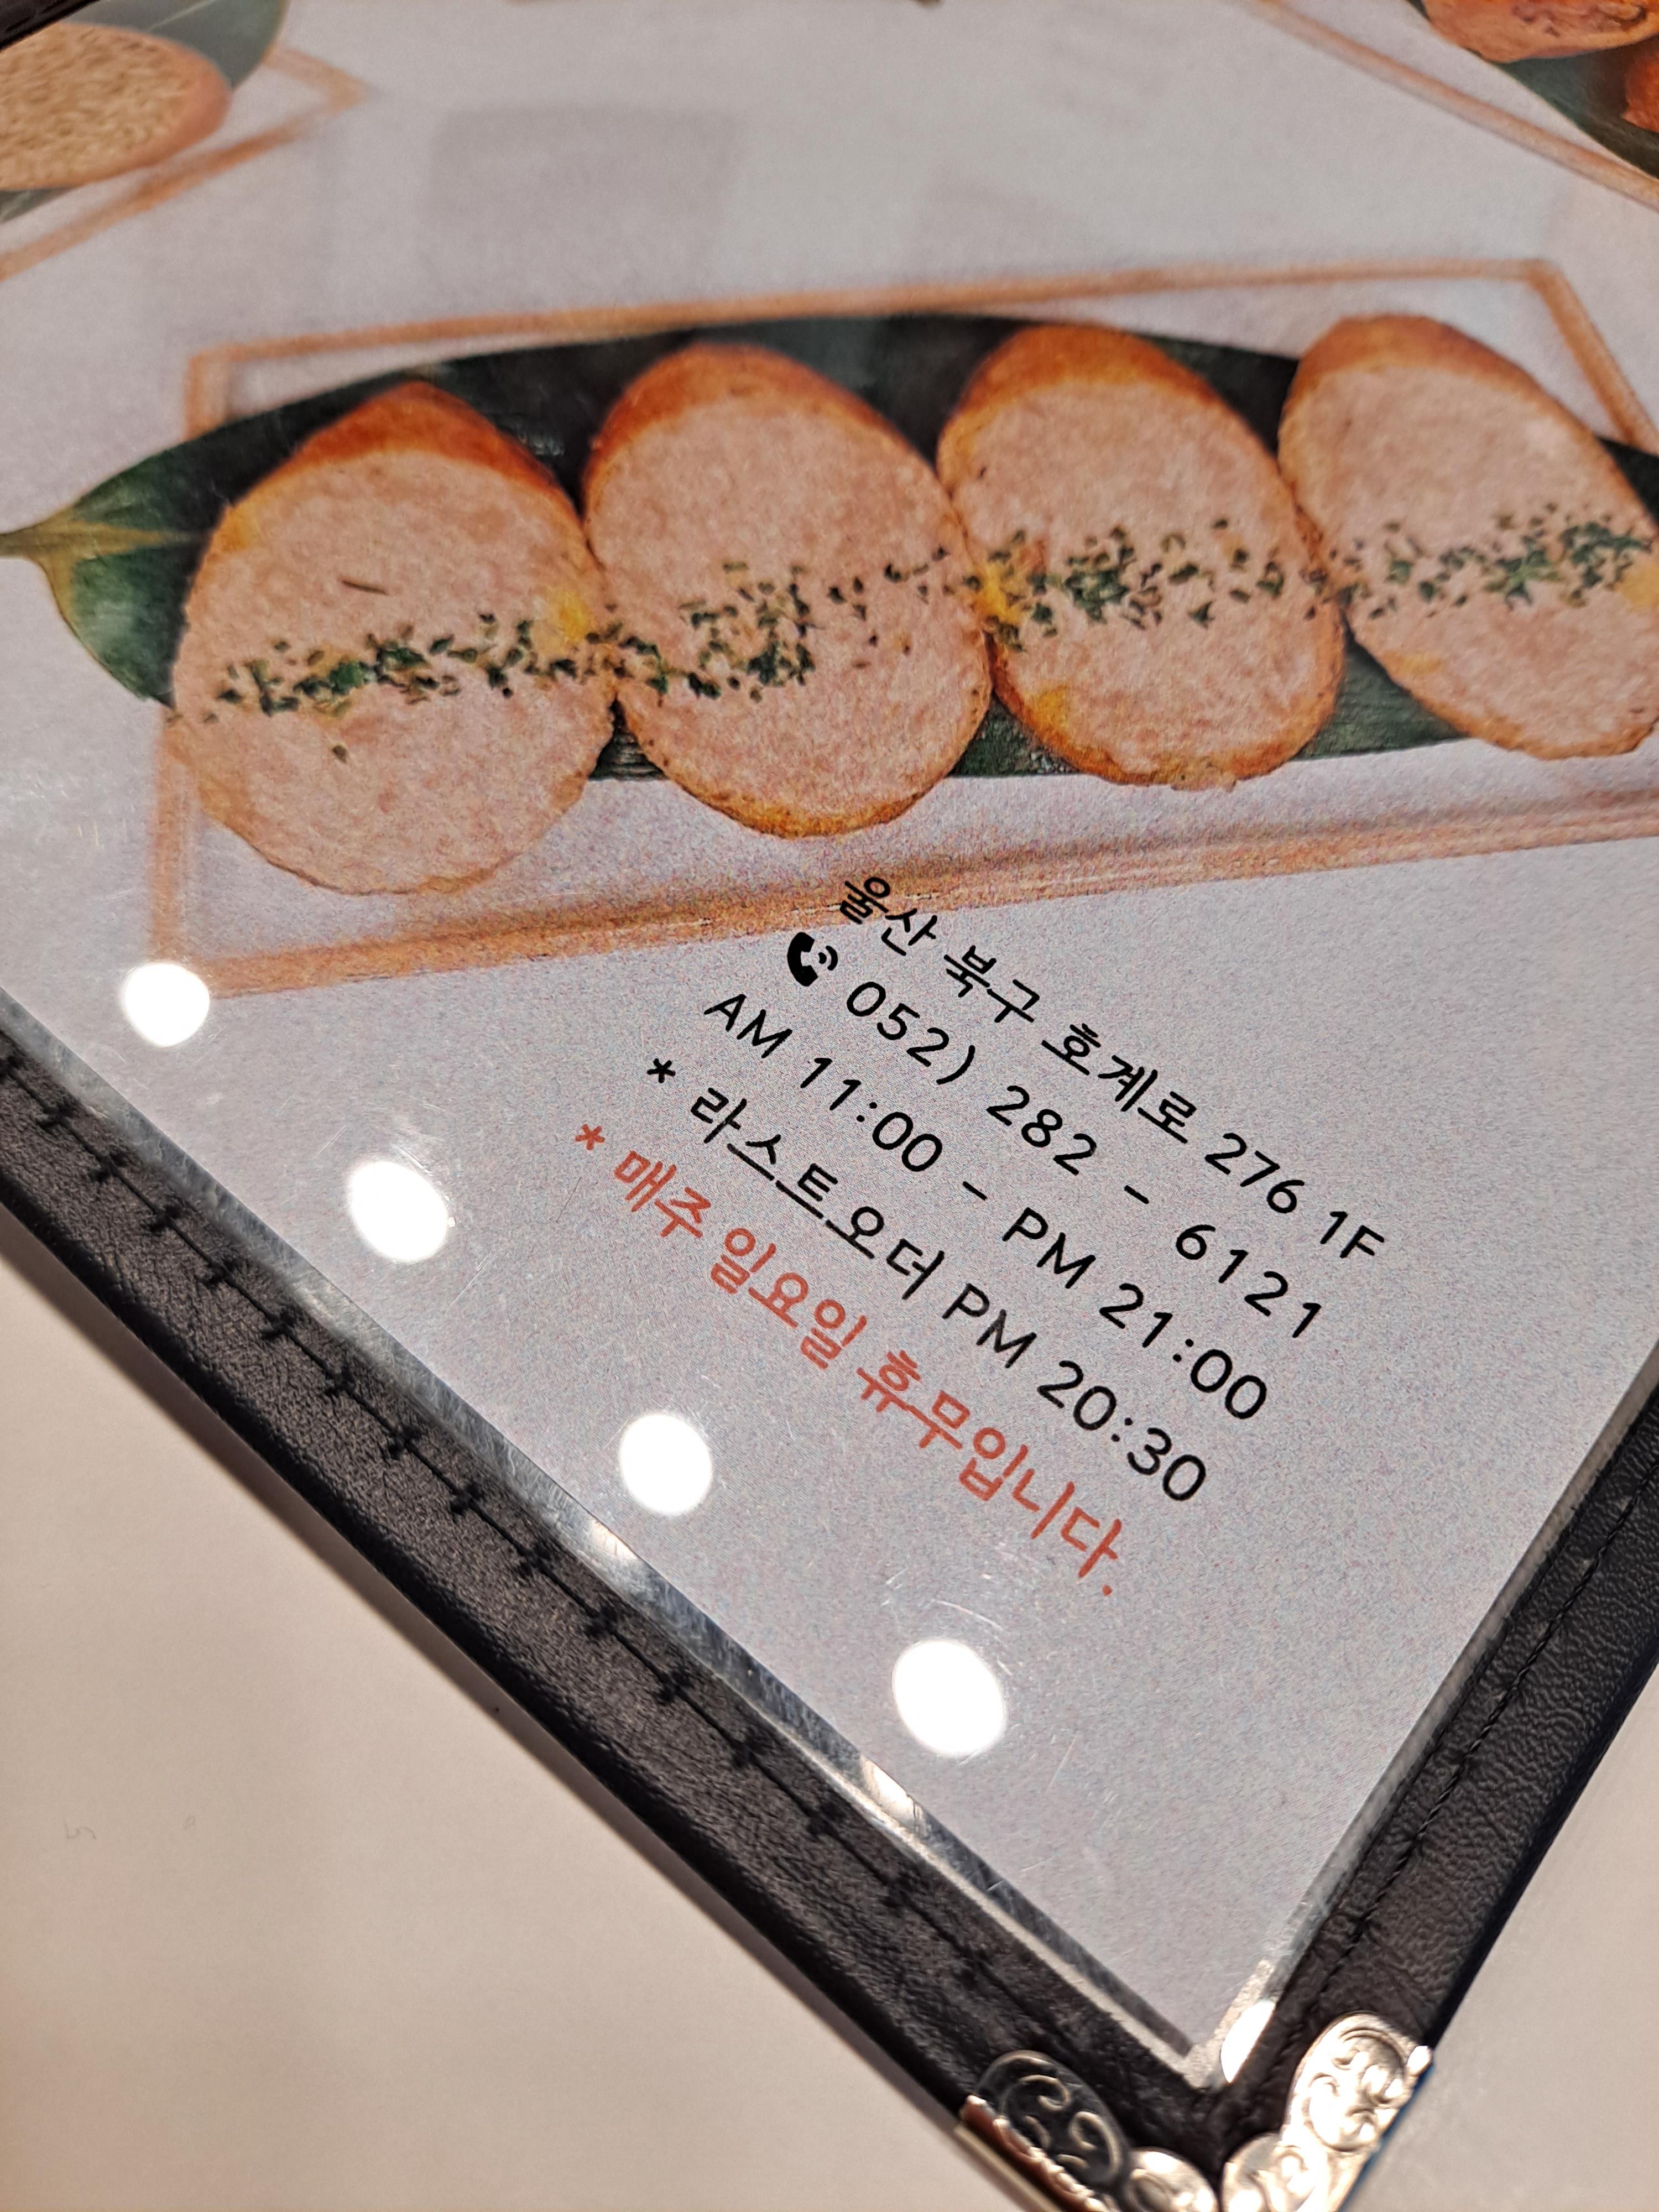 울산 북구 호계로 276 1F
052) 282 - 6121
AM 11:00 - PM 21:00
* 라스트오더 PM 20:30
* 매주 일요일 휴무입니다.